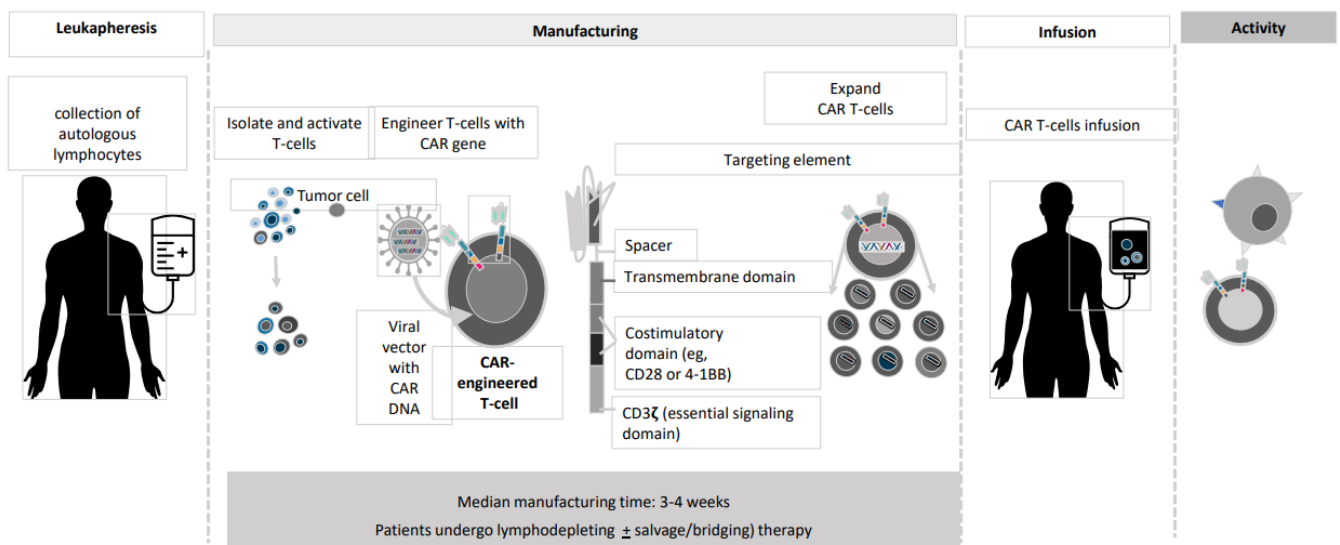 Leukapheresis
Manufacturing
Infusion
Activity
collection of
autologous
lymphocytes
Isolate and activate
T-cells
Engineer T-cells with
CAR gene
Expand
CAR T-cells
Targeting element
CAR T-cells infusion
Tumor cell
Spacer
Transmembrane domain
Costimulatory
domain (eg,
CD28 or 4-1BB)
CD3ζ (essential signaling
domain)
Viral
vector
with
CAR
DNA
CAR-
engineered
T-cell
Median manufacturing time: 3-4 weeks
Patients undergo lymphodepleting ± salvage/bridging) therapy